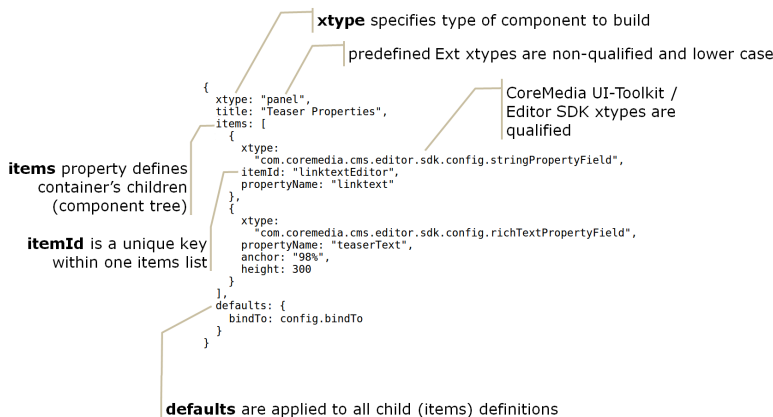 xtype specifies type of component to build
predefined Ext xtypes are non-qualified and lower case
CoreMedia UI-Toolkit /
Editor SDK xtypes are
qualified
{
xtype: "panel",
title: "Teaser Properties",
items: [
{
xtype:
"com.coremedia.cms.editor.sdk.config.stringPropertyField",
itemId: "linktextEditor",
propertyName: "linktext"
},
{
xtype:
"com.coremedia.cms.editor.sdk.config.richTextPropertyField",
propertyName: "teaserText",
anchor: "98%",
height: 300
}
],
defaults: {
bindTo: config.bindTo
}
}
items property defines
container’s children
(component tree)
itemId is a unique key
within one items list
defaults are applied to all child (items) definitions